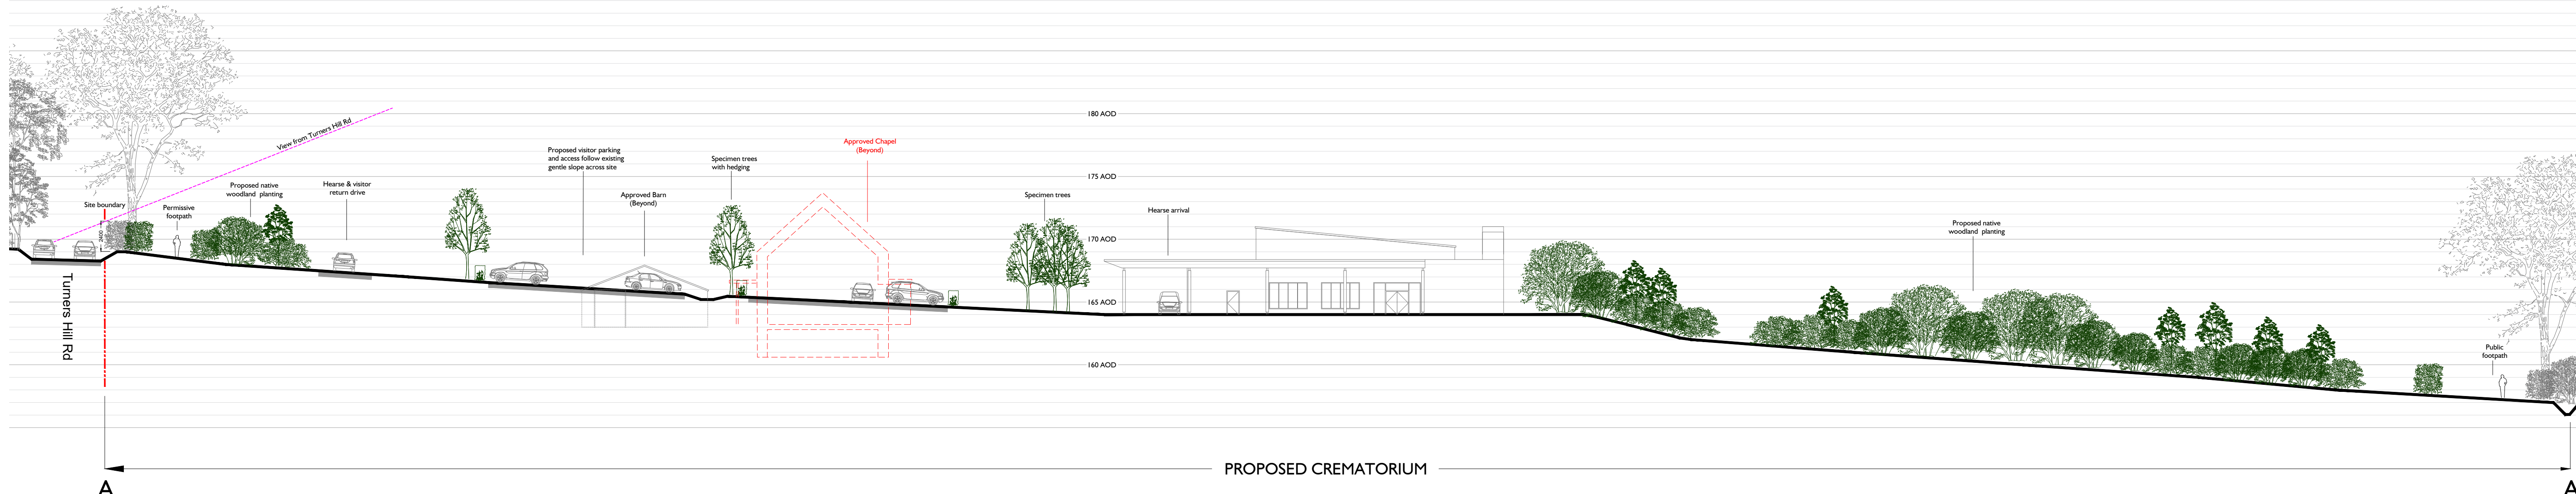 180 AOD
175 AOD
170 AOD
165 AOD
160 AOD
Turners Hill Rd
Site boundary
2400
View from Turners Hill Rd
Permissive
footpath
Proposed native
woodland planting
Hearse & visitor
return drive
Proposed visitor parking
and access follow existing
gentle slope across site
Approved Barn
(Beyond)
Specimen trees
with hedging
Approved Chapel
(Beyond)
Specimen trees
Hearse arrival
Proposed native
woodland planting
Public
footpath
PROPOSED CREMATORIUM
A
A